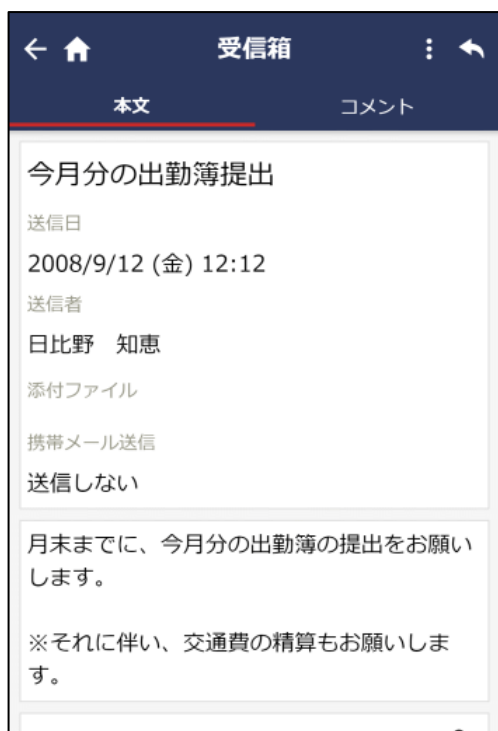 受信箱
本文 コメント
今月分の出勤簿提出
送信日
2008/9/12 (金) 12:12
送信者
日比野　知恵
添付ファイル
携帯メール送信
送信しない
月末までに、今月分の出勤簿の提出をお願い
します。
※それに伴い、交通費の精算もお願いしま
す。